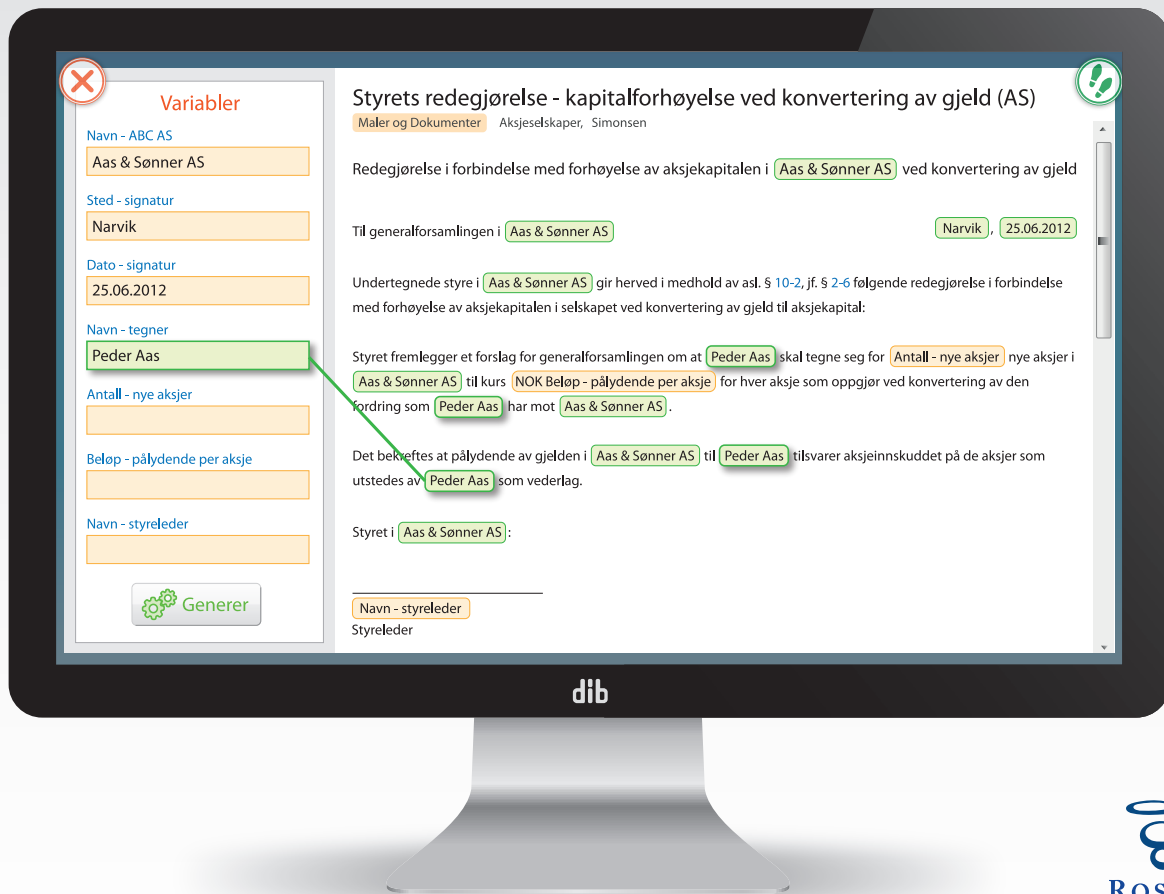 Variabler
Navn - ABC AS
Aas & Sønner AS
Sted - signatur
Narvik
Dato - signatur
25.06.2012
Navn - tegner
Peder Aas
Antall - nye aksjer
Beløp - pålydende per aksje
Navn - styreleder
Generer
Styrets redegjørelse - kapitalforhøyelse ved konvertering av gjeld (AS)
Maler og Dokumenter Aksjeselskaper, Simonsen
Redegjørelse i forbindelse med forhøyelse av aksjekapitalen i Aas & Sønner AS ved konvertering av gjeld
Til generalforsamlingen i Aas & Sønner AS Narvik , 25.06.2012
Undertegnede styre i Aas & Sønner AS gir herved i medhold av asl. § 10-2, jf. § 2-6 følgende redegjørelse i forbindelse
med forhøyelse av aksjekapitalen i selskapet ved konvertering av gjeld til aksjekapital:
Styret fremlegger et forslag for generalforsamlingen om at Peder Aas skal tegne seg for Antall - nye aksjer nye aksjer i
Aas & Sønner AS til kurs NOK Beløp - pålydende per aksje for hver aksje som oppgjør ved konvertering av den
fordring som Peder Aas har mot Aas & Sønner AS .
Det bekreftes at pålydende av gjelden i Aas & Sønner AS til Peder Aas tilsvarer aksjeinnskuddet på de aksjer som
utstedes av Peder Aas som vederlag.
Styret i Aas & Sønner AS :
Navn - styreleder
Styreleder
dib